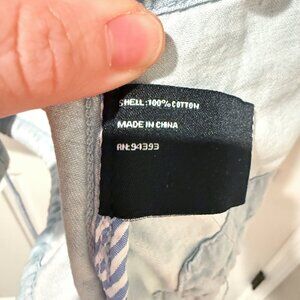 SHELL: 100% COTTON
MADE IN CHINA
RN: 94393